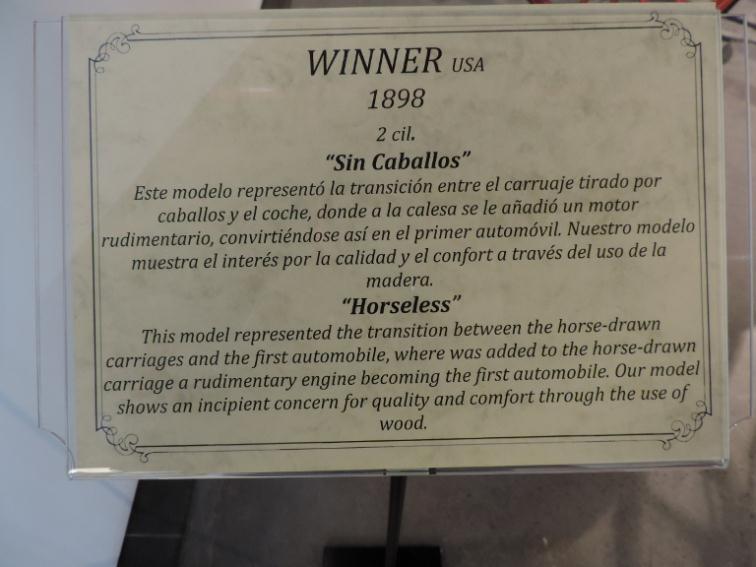 WINNER USA
1898
2 cil.
“Sin Caballos”
Este modelo representó la transición entre el carruaje tirado por
caballos y el coche, donde a la calesa se le añadió un motor
rudimentario, convirtiéndose así en el primer automóvil. Nuestro modelo
muestra el interés por la calidad y el confort a través del uso de la
madera.
“Horseless”
This model represented the transition between the horse-drawn
carriages and the first automobile, where was added to the horse-drawn
carriage a rudimentary engine becoming the first automobile. Our model
shows an incipient concern for quality and comfort through the use of
wood.